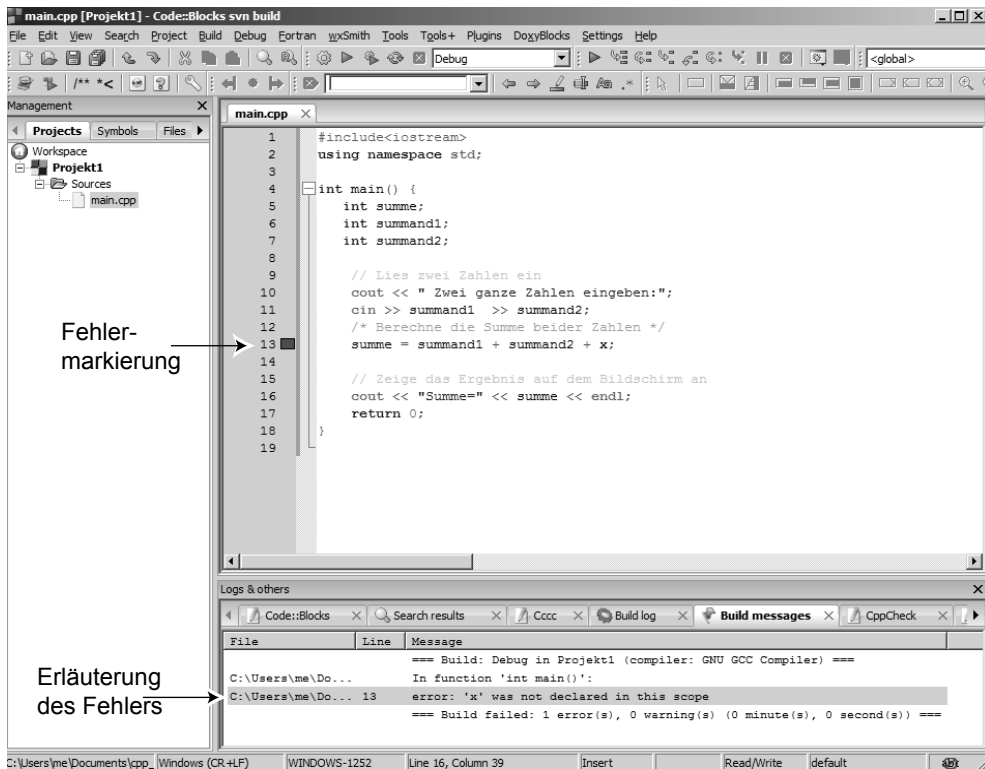 main.cpp [Projekt1] - Code::Blocks svn build
File Edit View Search Project Build Debug Fortran wxSmith Tools Tools+ Plugins DoxyBlocks Settings Help
Debug
<global>
/** *<
Management
Projects Symbols Files
Workspace
Projekt1
Sources
main.cpp
main.cpp
1 #include<iostream>
2 using namespace std;
3
4 int main() {
5 int summe;
6 int summand1;
7 int summand2;
8
9 // Lies zwei Zahlen ein
10 cout << " Zwei ganze Zahlen eingeben:";
11 cin >> summand1  >> summand2;
12 /* Berechne die Summe beider Zahlen */
13 summe = summand1 + summand2 + x;
14
15 // Zeige das Ergebnis auf dem Bildschirm an
16 cout << "Summe=" << summe << endl;
17 return 0;
18 }
19
Fehler-
markierung
Logs & others
Code::Blocks Search results Cccc Build log Build messages CppCheck
File Line Message
=== Build: Debug in Projekt1 (compiler: GNU GCC Compiler) ===
C:\Users\me\Do... In function 'int main()':
C:\Users\me\Do... 13 error: 'x' was not declared in this scope
=== Build failed: 1 error(s), 0 warning(s) (0 minute(s), 0 second(s)) ===
Erläuterung
des Fehlers
C:\Users\me\Documents\cpp_ Windows (CR+LF) WINDOWS-1252 Line 16, Column 39 Insert Read/Write default